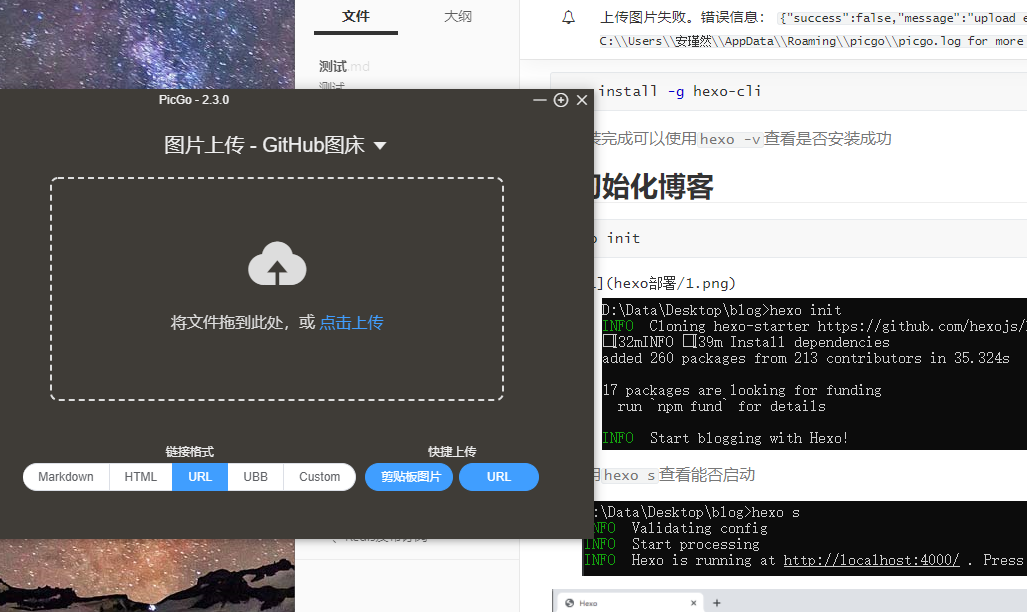 文件
大纲
测试.md
测试
上传图片失败。错误信息： {"success":false,"message":"upload e
C:\\Users\\安瑾然\\AppData\\Roaming\\picgo\\picgo.log for more
install -g hexo-cli
装完成可以使用hexo -v查看是否安装成功
初始化博客
init
](hexo部署/1.png)
D:\Data\Desktop\blog>hexo init
INFO  Cloning hexo-starter https://github.com/hexojs/
[32mINFO [39m Install dependencies
added 260 packages from 213 contributors in 35.324s
17 packages are looking for funding
run `npm fund` for details
INFO  Start blogging with Hexo!
用hexo s查看能否启动
:\Data\Desktop\blog>hexo s
INFO  Validating config
INFO  Start processing
INFO  Hexo is running at http://localhost:4000/ . Press
Hexo
PicGo - 2.3.0
图片上传 - GitHub图床
将文件拖到此处，或 点击上传
链接格式
快捷上传
Markdown
HTML
URL
UBB
Custom
剪贴板图片
URL